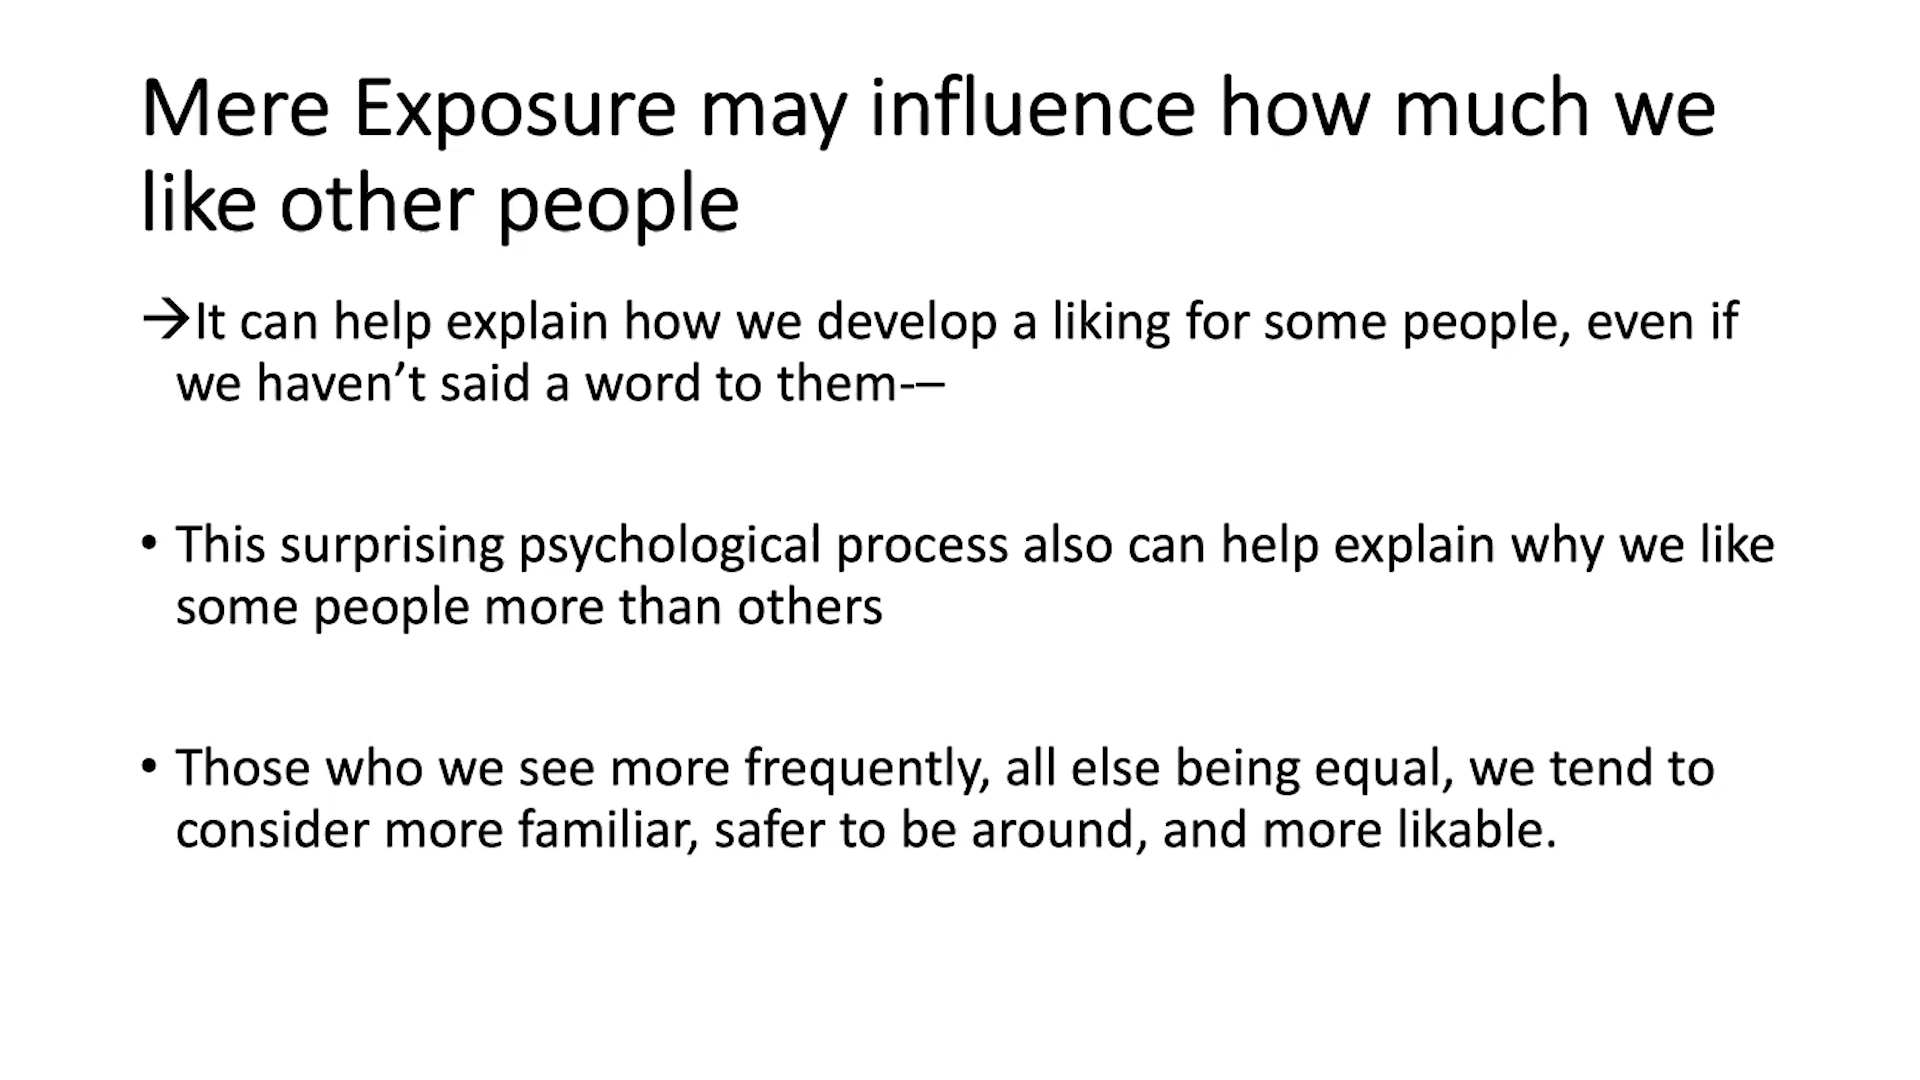 Mere Exposure may influence how much we
like other people
→It can help explain how we develop a liking for some people, even if
we haven’t said a word to them-–
• This surprising psychological process also can help explain why we like
some people more than others
• Those who we see more frequently, all else being equal, we tend to
consider more familiar, safer to be around, and more likable.